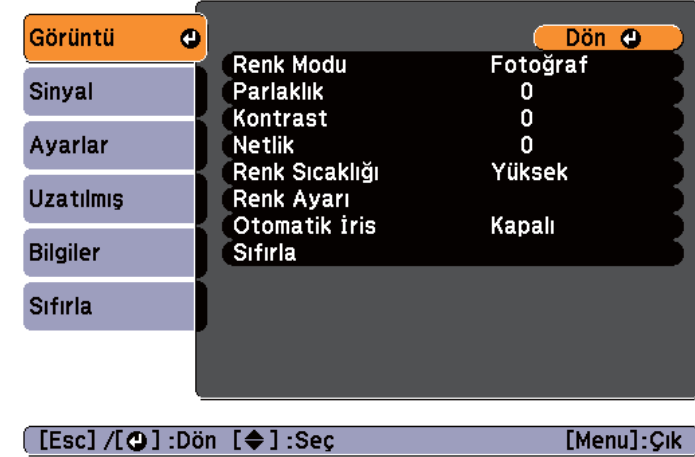 Görüntü
Sinyal
Ayarlar
Uzatılmış
Bilgiler
Sıfırla
Dön
Renk Modu Fotoğraf
Parlaklık 0
Kontrast 0
Netlik 0
Renk Sıcaklığı Yüksek
Renk Ayarı
Otomatik İris Kapalı
Sıfırla
[Esc] /[ ] :Dön [ ] :Seç [Menu]:Çık